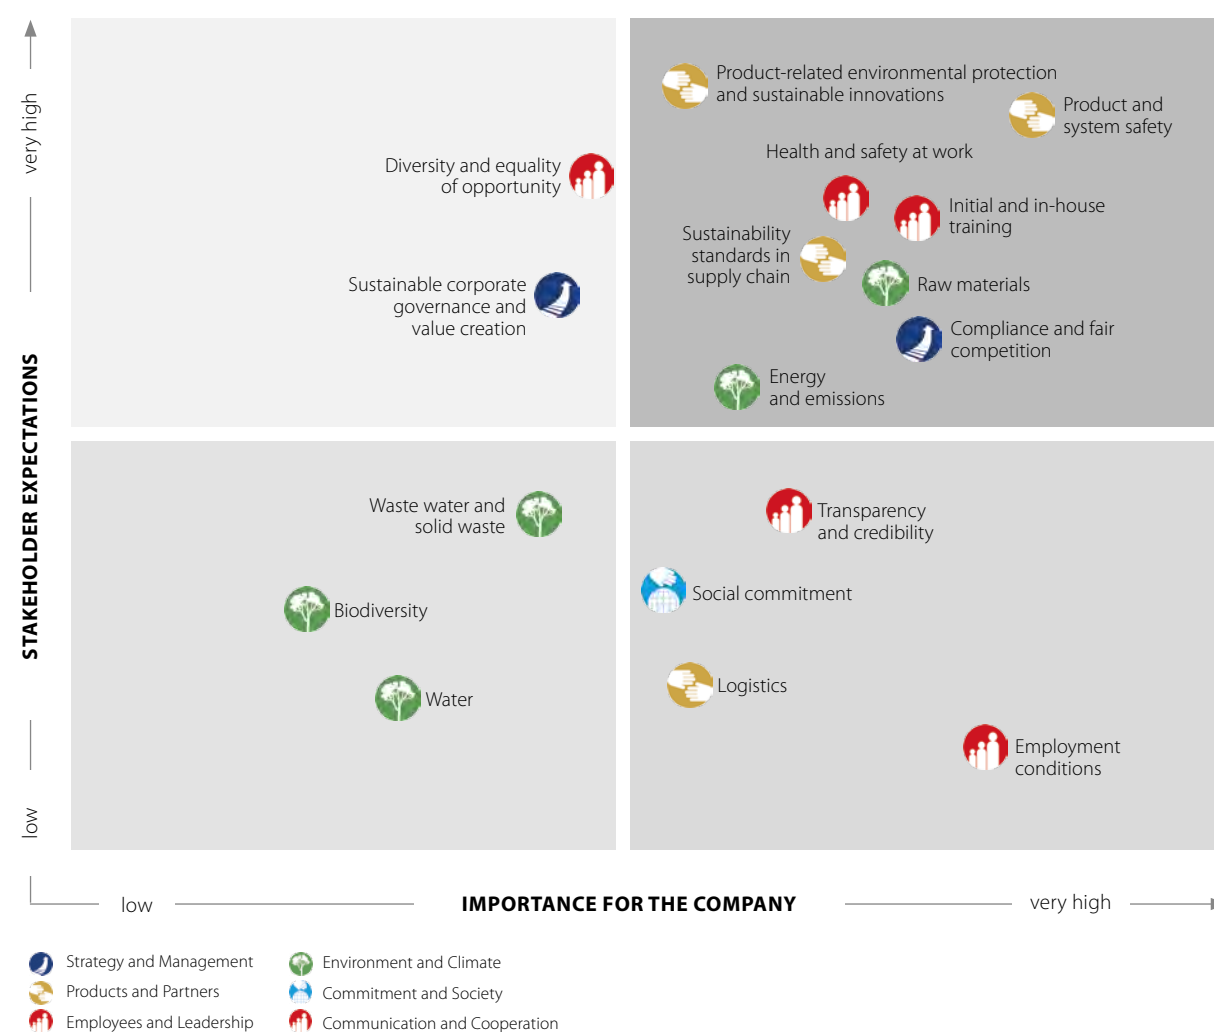 very high
STAKEHOLDER EXPECTATIONS
low
Product-related environmental protection
and sustainable innovations
Product and
system safety
Health and safety at work
Diversity and equality
of opportunity
Initial and in-house
training
Sustainability
standards in
supply chain
Sustainable corporate
governance and
value creation
Raw materials
Compliance and fair
competition
Energy
and emissions
Waste water and
solid waste
Transparency
and credibility
Social commitment
Biodiversity
Logistics
Water
Employment
conditions
low
IMPORTANCE FOR THE COMPANY
very high
Strategy and Management
Environment and Climate
Products and Partners
Commitment and Society
Employees and Leadership
Communication and Cooperation